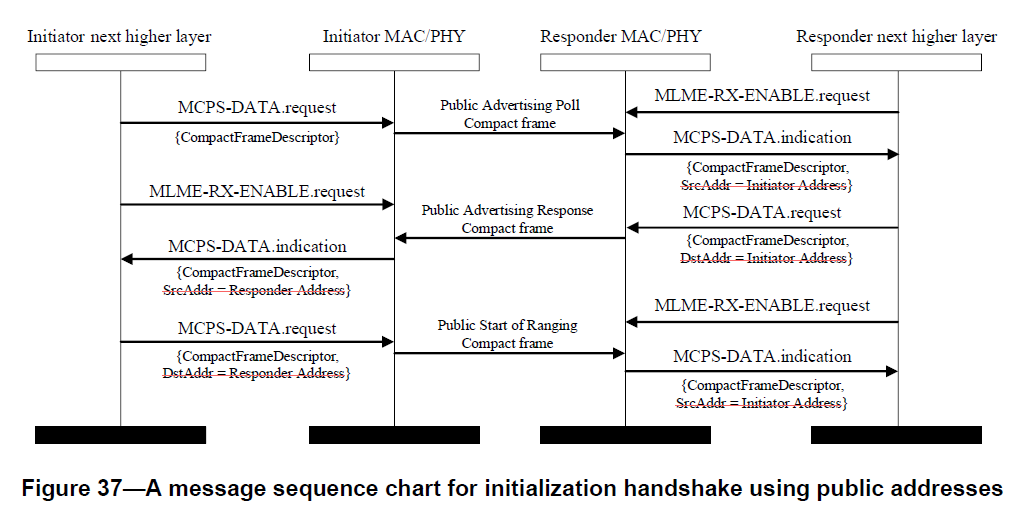 Initiator next higher layer
Initiator MAC/PHY
Responder MAC/PHY
Responder next higher layer
MCPS-DATA.request
{CompactFrameDescriptor}
Public Advertising Poll
Compact frame
MLME-RX-ENABLE.request
MCPS-DATA.indication
{CompactFrameDescriptor,
SrcAddr = Initiator Address}
MLME-RX-ENABLE.request
Public Advertising Response
Compact frame
MCPS-DATA.request
{CompactFrameDescriptor,
DstAddr = Initiator Address}
MCPS-DATA.indication
{CompactFrameDescriptor,
SrcAddr = Responder Address}
MLME-RX-ENABLE.request
MCPS-DATA.request
{CompactFrameDescriptor,
DstAddr = Responder Address}
Public Start of Ranging
Compact frame
MCPS-DATA.indication
{CompactFrameDescriptor,
SrcAddr = Initiator Address}
Figure 37—A message sequence chart for initialization handshake using public addresses